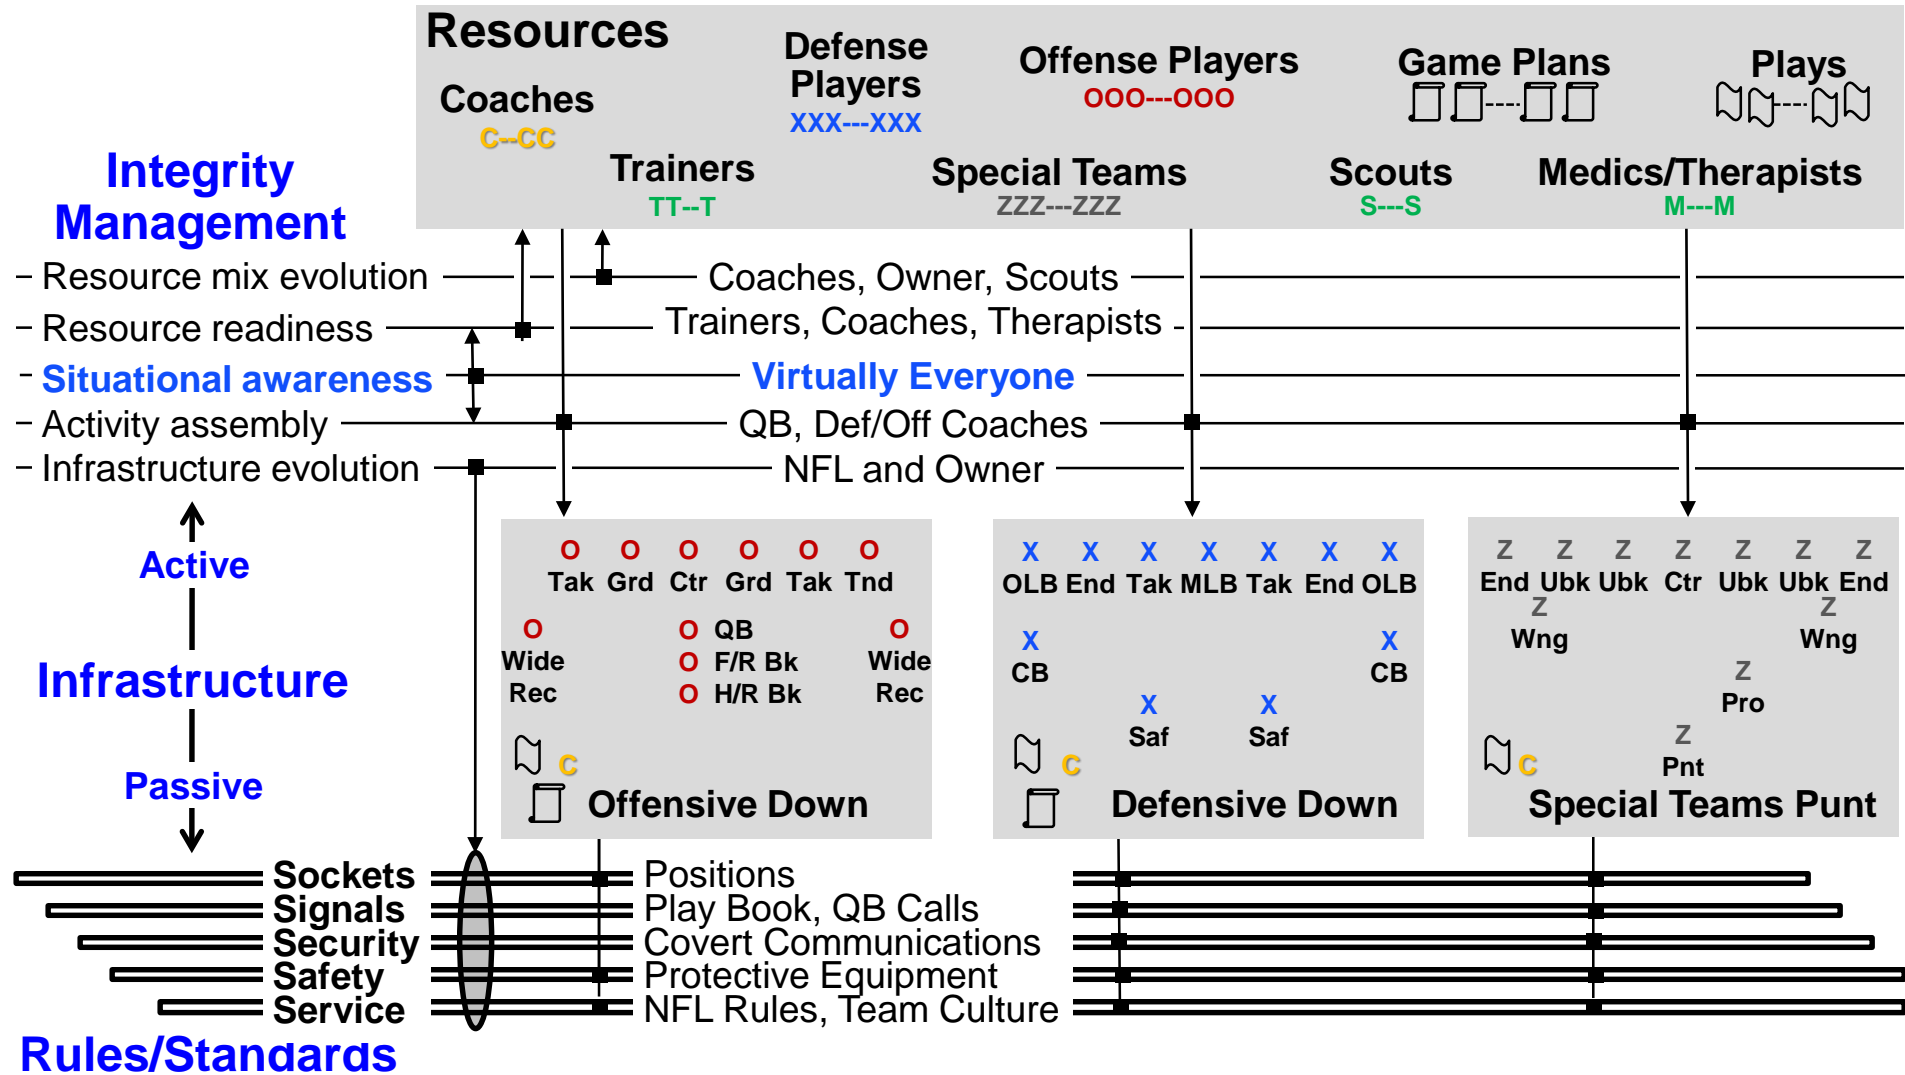 Resources
Coaches
C--CC
Defense
Players
XXX---XXX
Offense Players
OOO---OOO
Game Plans
Plays
Trainers
TT--T
Special Teams
ZZZ---ZZZ
Scouts
S---S
Medics/Therapists
M---M
Integrity
Management
– Resource mix evolution
Coaches, Owner, Scouts
– Resource readiness
Trainers, Coaches, Therapists
– Situational awareness
Virtually Everyone
– Activity assembly
QB, Def/Off Coaches
– Infrastructure evolution
NFL and Owner
Active
Infrastructure
Passive
O O O O O O
Tak Grd Ctr Grd Tak Tnd
O O QB O
Wide O F/R Bk Wide
Rec O H/R Bk Rec
C
Offensive Down
X X X X X X X
OLB End Tak MLB Tak End OLB
X X
CB CB
X X
Saf Saf
C
Defensive Down
Z Z Z Z Z Z Z
End Ubk Ubk Ctr Ubk Ubk End
Z Z
Wng Wng
Z
Pro
Z
Pnt
C
Special Teams Punt
Sockets Positions
Signals Play Book, QB Calls
Security Covert Communications
Safety Protective Equipment
Service NFL Rules, Team Culture
Rules/Standards